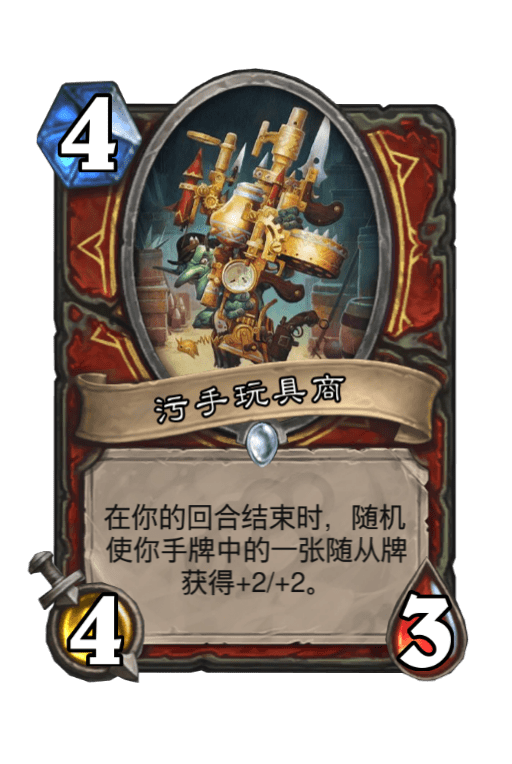 4
污手玩具商
在你的回合结束时，随机
使你手牌中的一张随从牌
获得+2/+2。
4
3